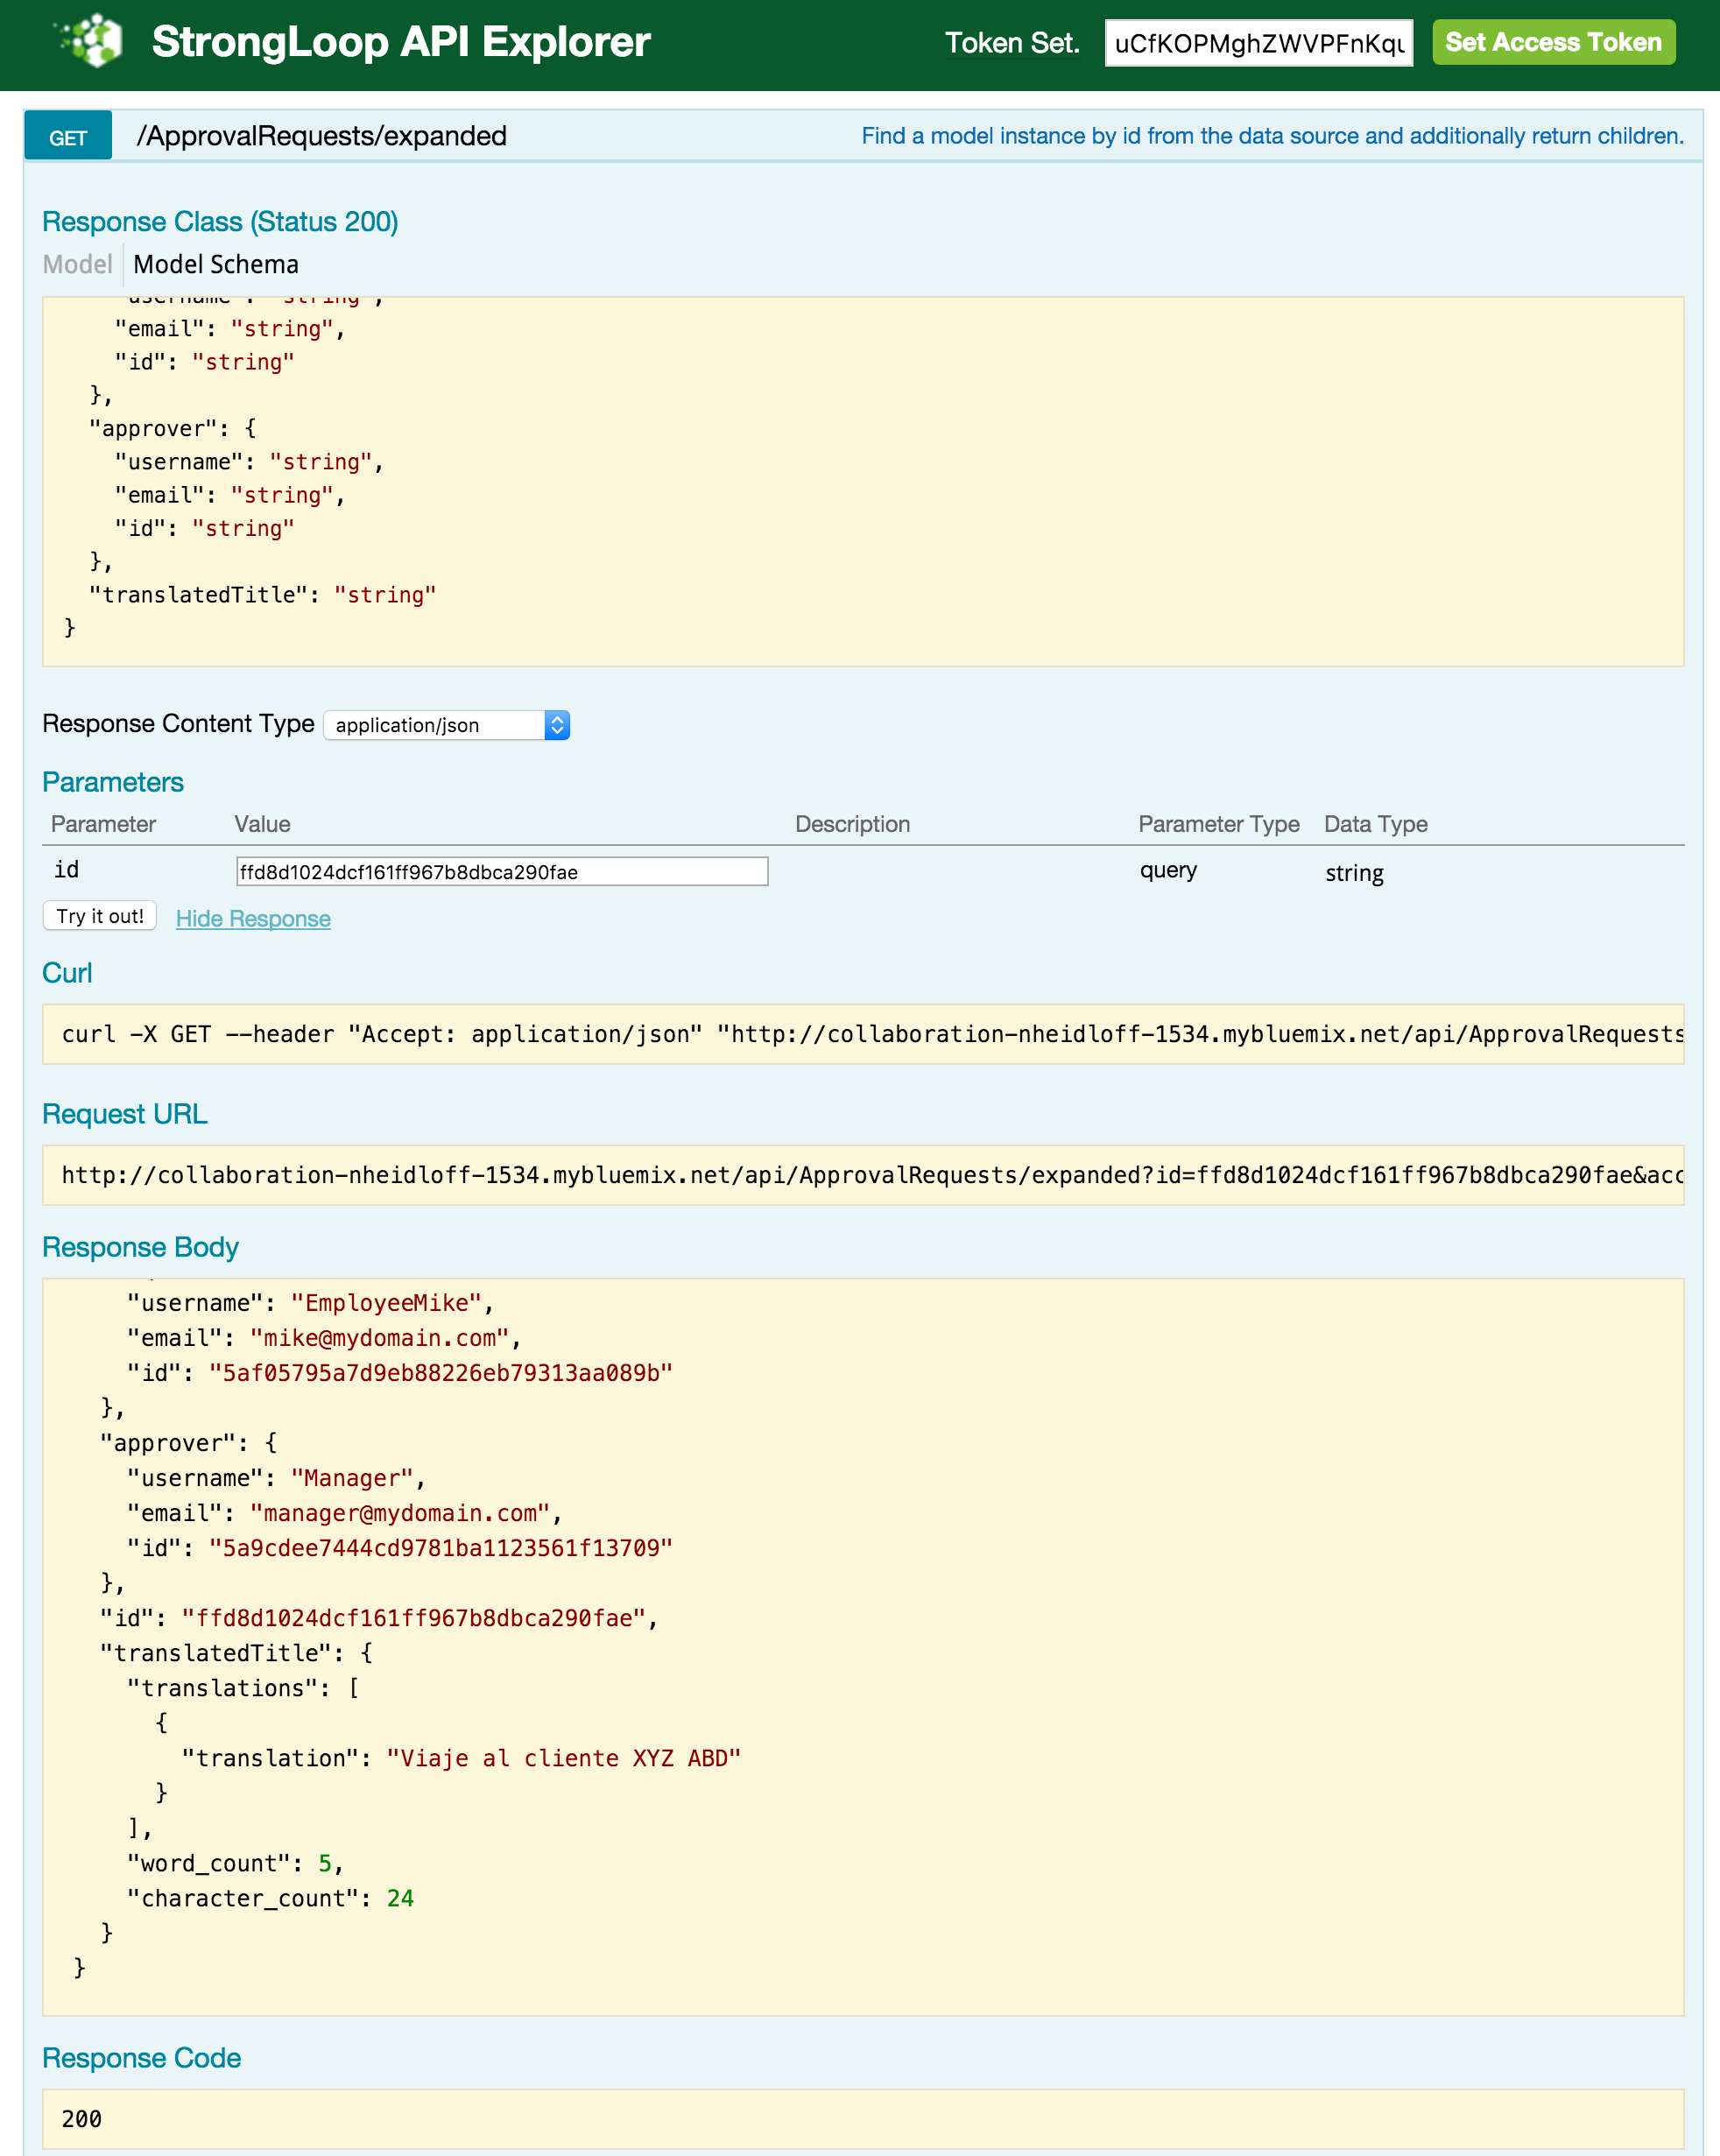 StrongLoop API Explorer
Token Set.
uCfKOPMghZWVPFnKqu
Set Access Token
GET
/ApprovalRequests/expanded
Find a model instance by id from the data source and additionally return children.
Response Class (Status 200)
Model
Model Schema
"username": "string",
"email": "string",
"id": "string"
},
"approver": {
"username": "string",
"email": "string",
"id": "string"
},
"translatedTitle": "string"
}
Response Content Type
application/json
Parameters
Parameter
Value
Description
Parameter Type
Data Type
id
ffd8d1024dcf161ff967b8dbca290fae
query
string
Try it out!
Hide Response
Curl
curl -X GET --header "Accept: application/json" "http://collaboration-nheidloff-1534.mybluemix.net/api/ApprovalRequests
Request URL
http://collaboration-nheidloff-1534.mybluemix.net/api/ApprovalRequests/expanded?id=ffd8d1024dcf161ff967b8dbca290fae&acc
Response Body
"username": "EmployeeMike",
"email": "mike@mydomain.com",
"id": "5af05795a7d9eb88226eb79313aa089b"
},
"approver": {
"username": "Manager",
"email": "manager@mydomain.com",
"id": "5a9cdee7444cd9781ba1123561f13709"
},
"id": "ffd8d1024dcf161ff967b8dbca290fae",
"translatedTitle": {
"translations": [
{
"translation": "Viaje al cliente XYZ ABD"
}
],
"word_count": 5,
"character_count": 24
}
}
Response Code
200